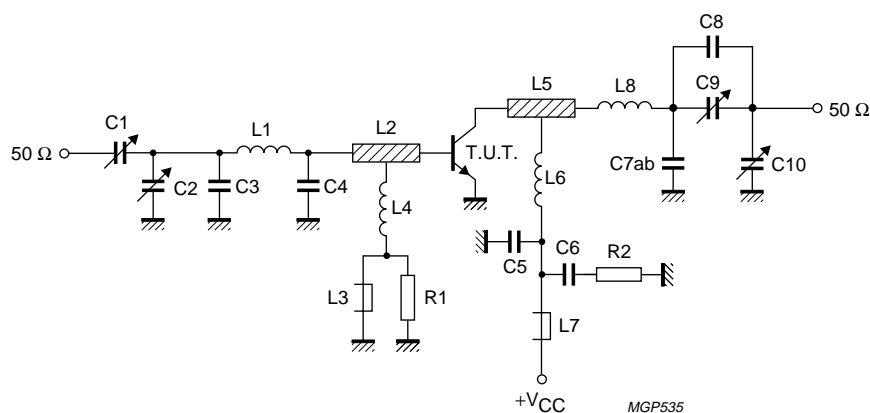 C8
L5
L8
C9
50 Ω
C1
L1
L2
50 Ω
T.U.T.
C7ab
C10
C2
C3
C4
L6
L4
C5
C6
R2
L3
R1
L7
+VCC
MGP535